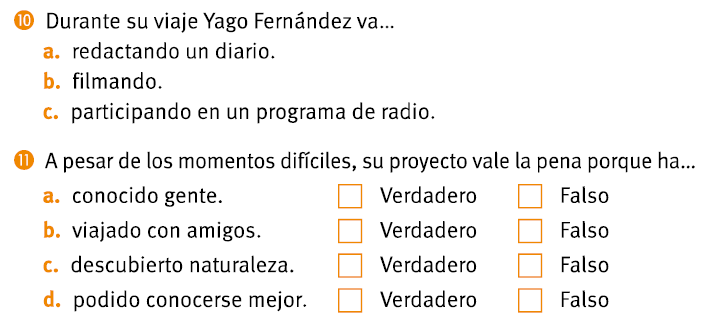 10 Durante su viaje Yago Fernández va...
a. redactando un diario.
b. filmando.
c. participando en un programa de radio.
11 A pesar de los momentos difíciles, su proyecto vale la pena porque ha...
a. conocido gente. Verdadero Falso
b. viajado con amigos. Verdadero Falso
c. descubierto naturaleza. Verdadero Falso
d. podido conocerse mejor. Verdadero Falso